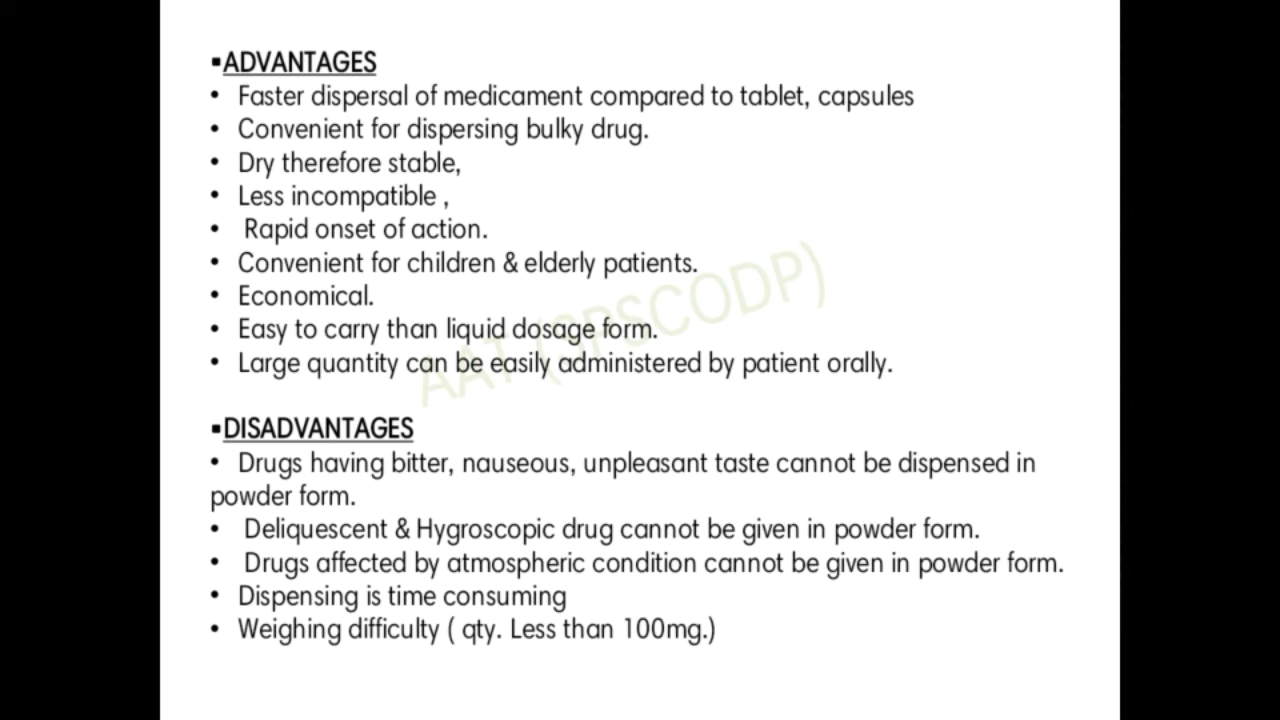 ▪ADVANTAGES
• Faster dispersal of medicament compared to tablet, capsules
• Convenient for dispersing bulky drug.
• Dry therefore stable,
• Less incompatible ,
• Rapid onset of action.
• Convenient for children & elderly patients.
• Economical.
• Easy to carry than liquid dosage form.
• Large quantity can be easily administered by patient orally.
▪DISADVANTAGES
• Drugs having bitter, nauseous, unpleasant taste cannot be dispensed in
powder form.
• Deliquescent & Hygroscopic drug cannot be given in powder form.
• Drugs affected by atmospheric condition cannot be given in powder form.
• Dispensing is time consuming
• Weighing difficulty ( qty. Less than 100mg.)